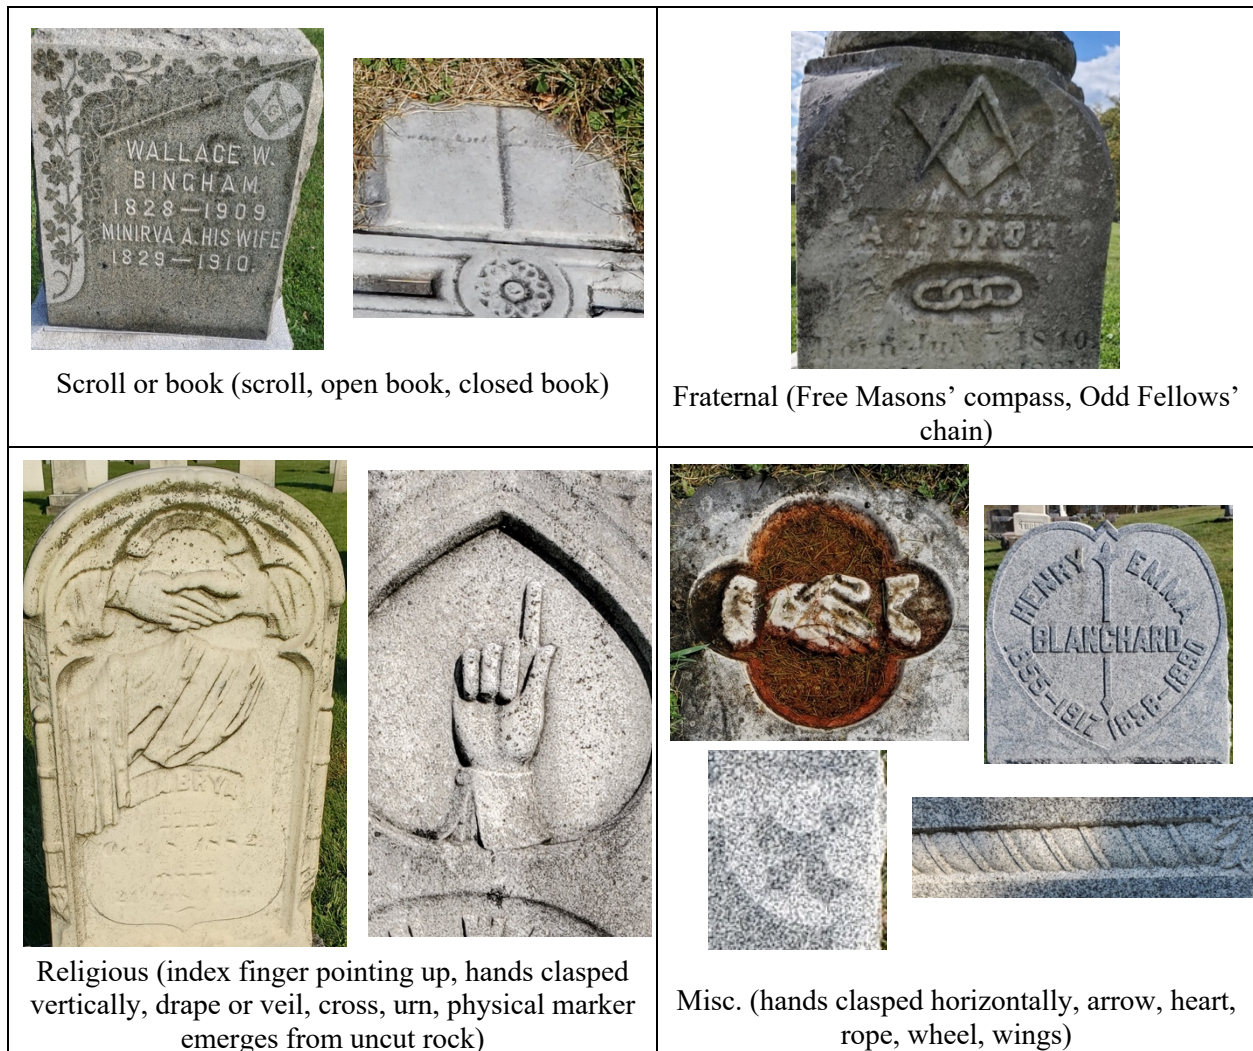 WALLACE W.
BINGHAM
1828–1909.
MINIRVA A. HIS WIFE
1829–1910.
G
Scroll or book (scroll, open book, closed book)
Born Jun
Fraternal (Free Masons’ compass, Odd Fellows’
chain)
Religious (index finger pointing up, hands clasped
vertically, drape or veil, cross, urn, physical marker
emerges from uncut rock)
HENRY EMMA
BLANCHARD
1855–1917 1858–1890
Misc. (hands clasped horizontally, arrow, heart,
rope, wheel, wings)